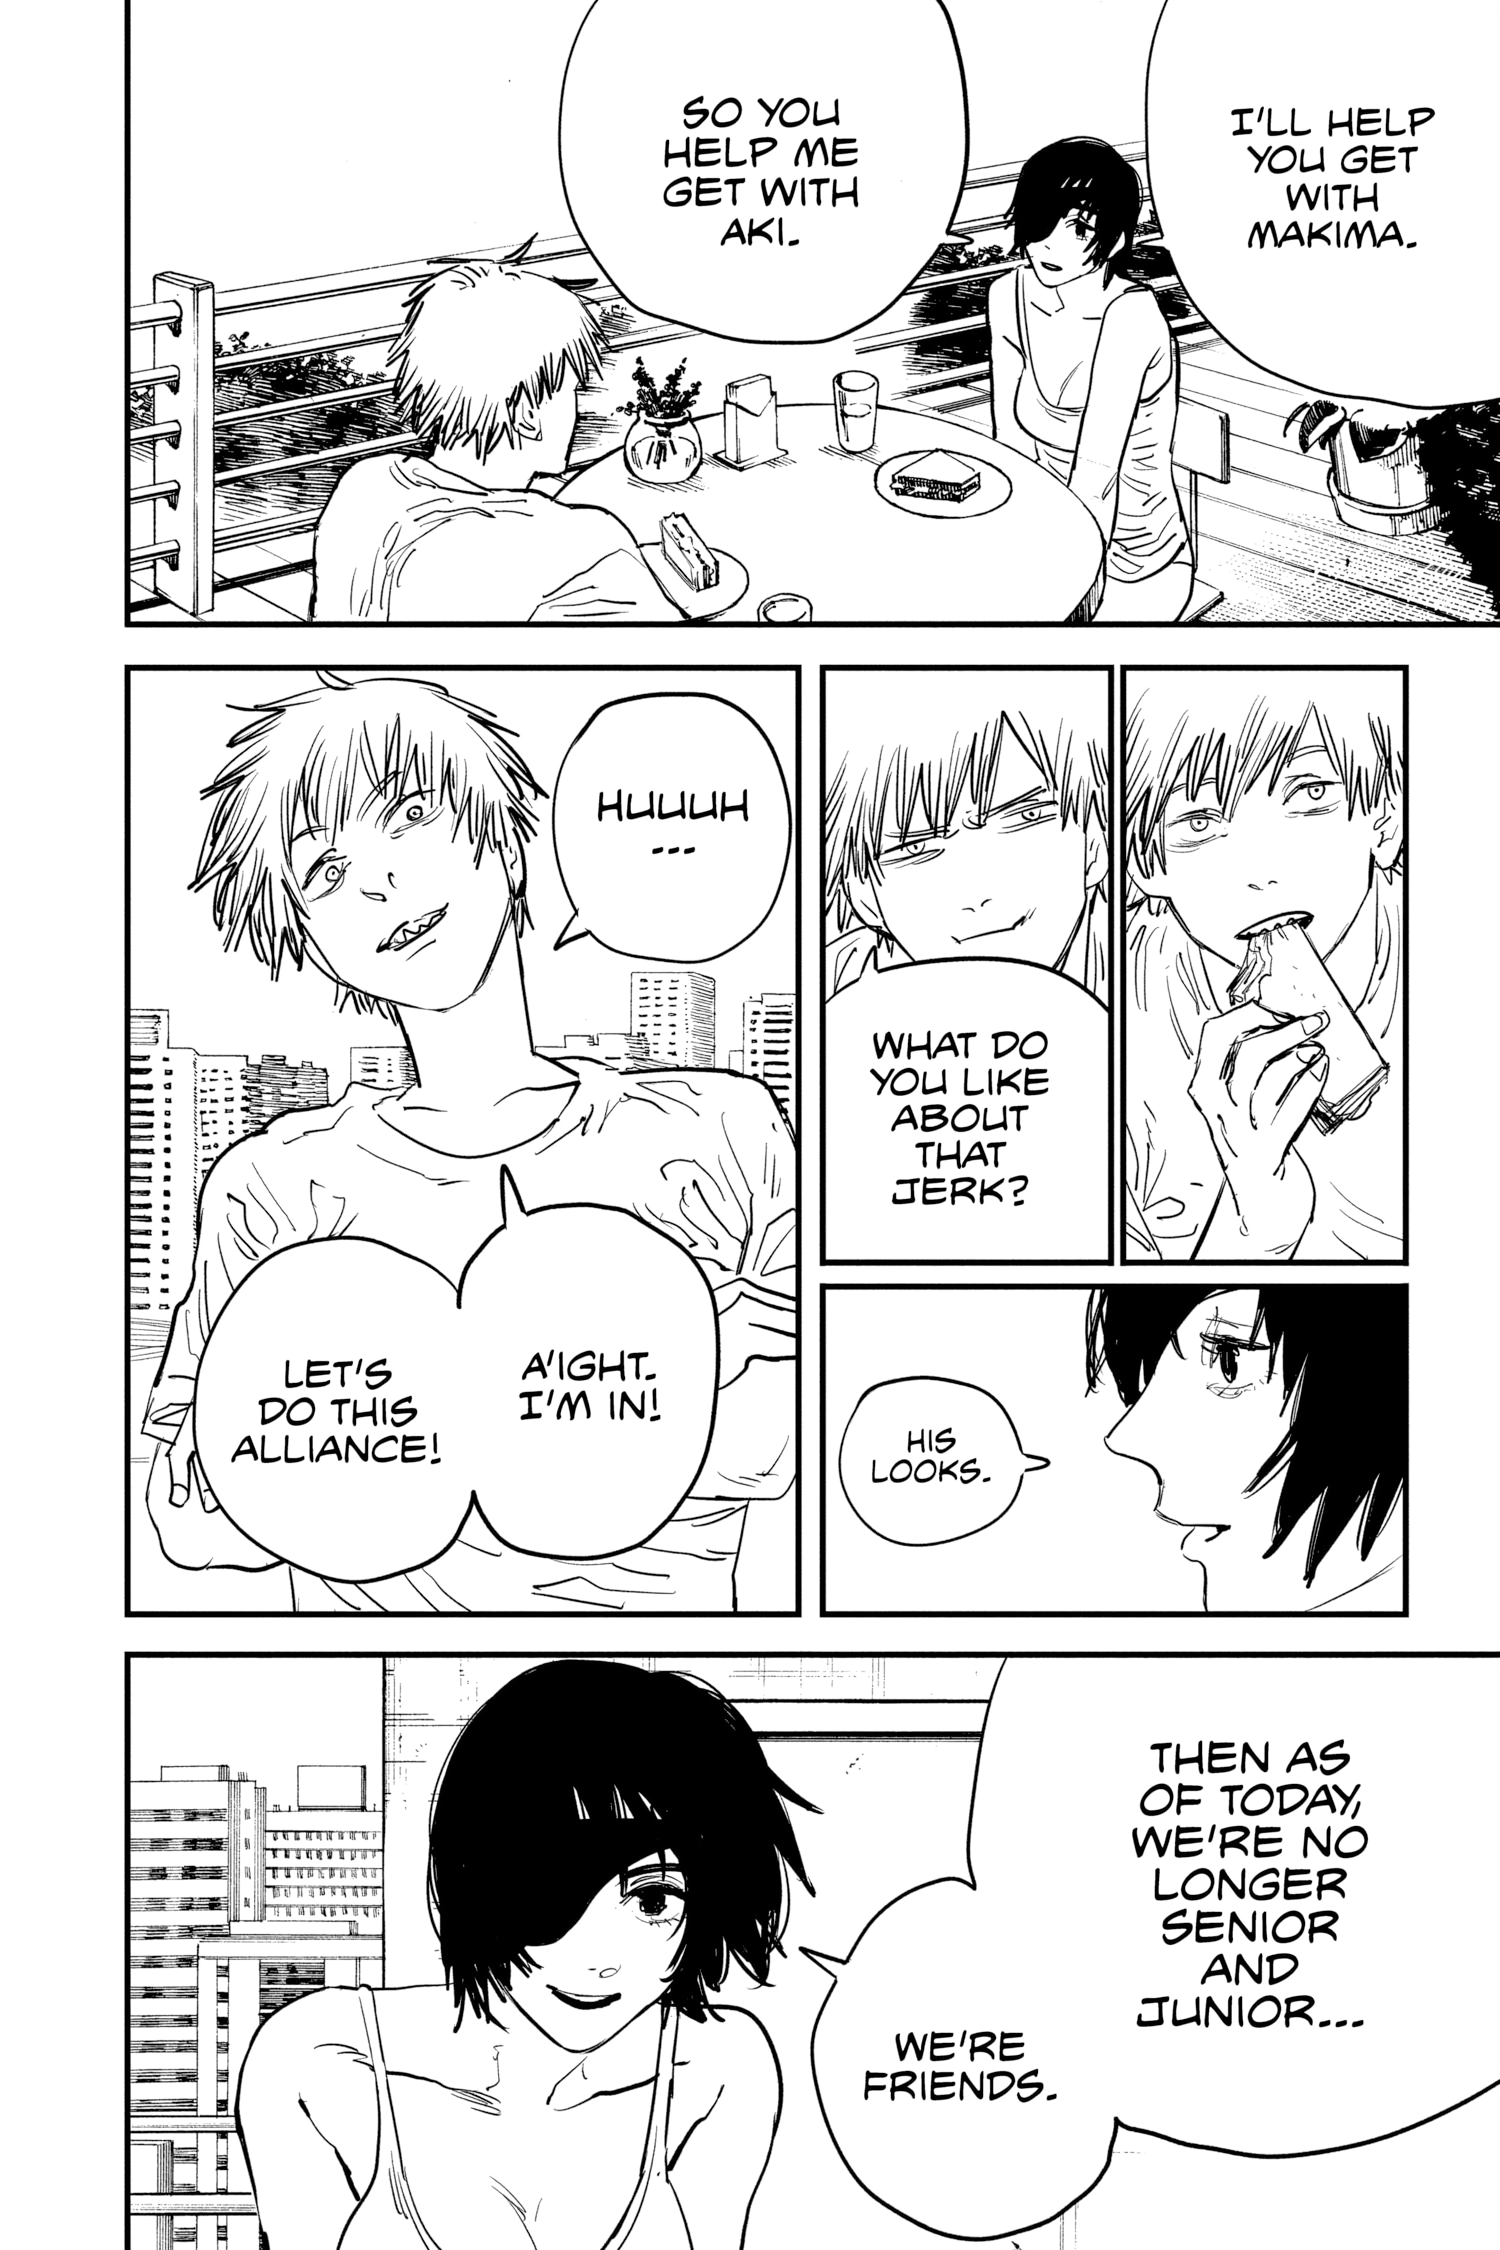 I'LL HELP
YOU GET
WITH
MAKIMA.
SO YOU
HELP ME
GET WITH
AKI.
WHAT DO
YOU LIKE
ABOUT
THAT
JERK?
HIS
LOOKS.
HUUUH
...
A'IGHT.
I'M IN!
LET'S
DO THIS
ALLIANCE!
THEN AS
OF TODAY,
WE'RE NO
LONGER
SENIOR
AND
JUNIOR...
WE'RE
FRIENDS.